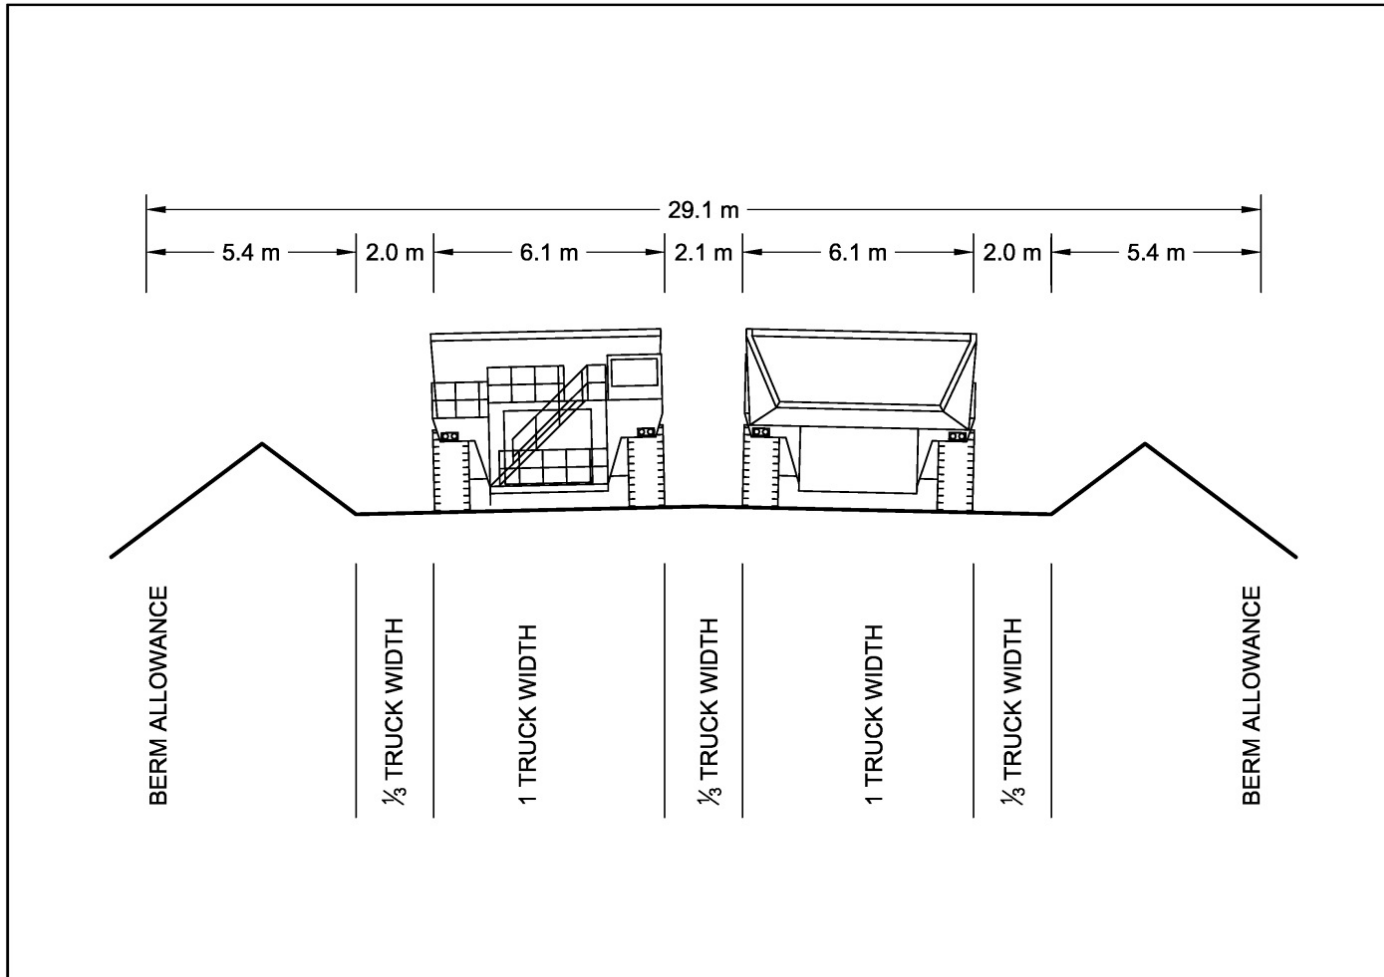 29.1 m
5.4 m
2.0 m
6.1 m
2.1 m
6.1 m
2.0 m
5.4 m
BERM ALLOWANCE
⅓ TRUCK WIDTH
1 TRUCK WIDTH
⅓ TRUCK WIDTH
1 TRUCK WIDTH
⅓ TRUCK WIDTH
BERM ALLOWANCE